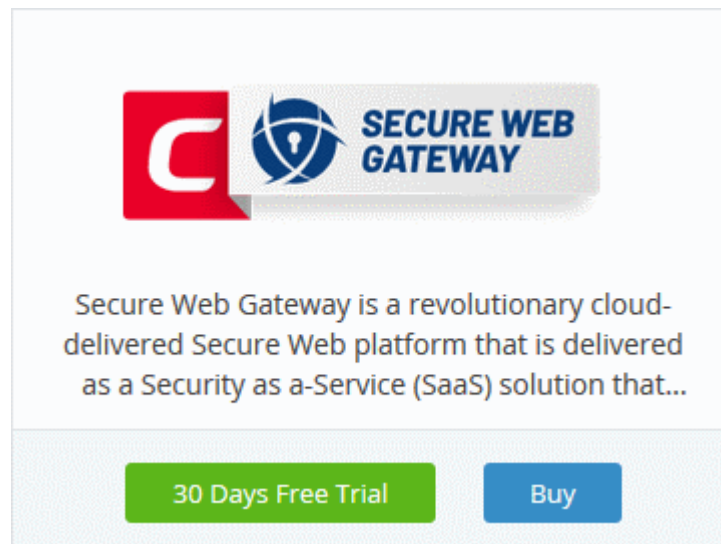 C
SECURE WEB
GATEWAY
Secure Web Gateway is a revolutionary cloud-
delivered Secure Web platform that is delivered
as a Security as a-Service (SaaS) solution that...
30 Days Free Trial
Buy